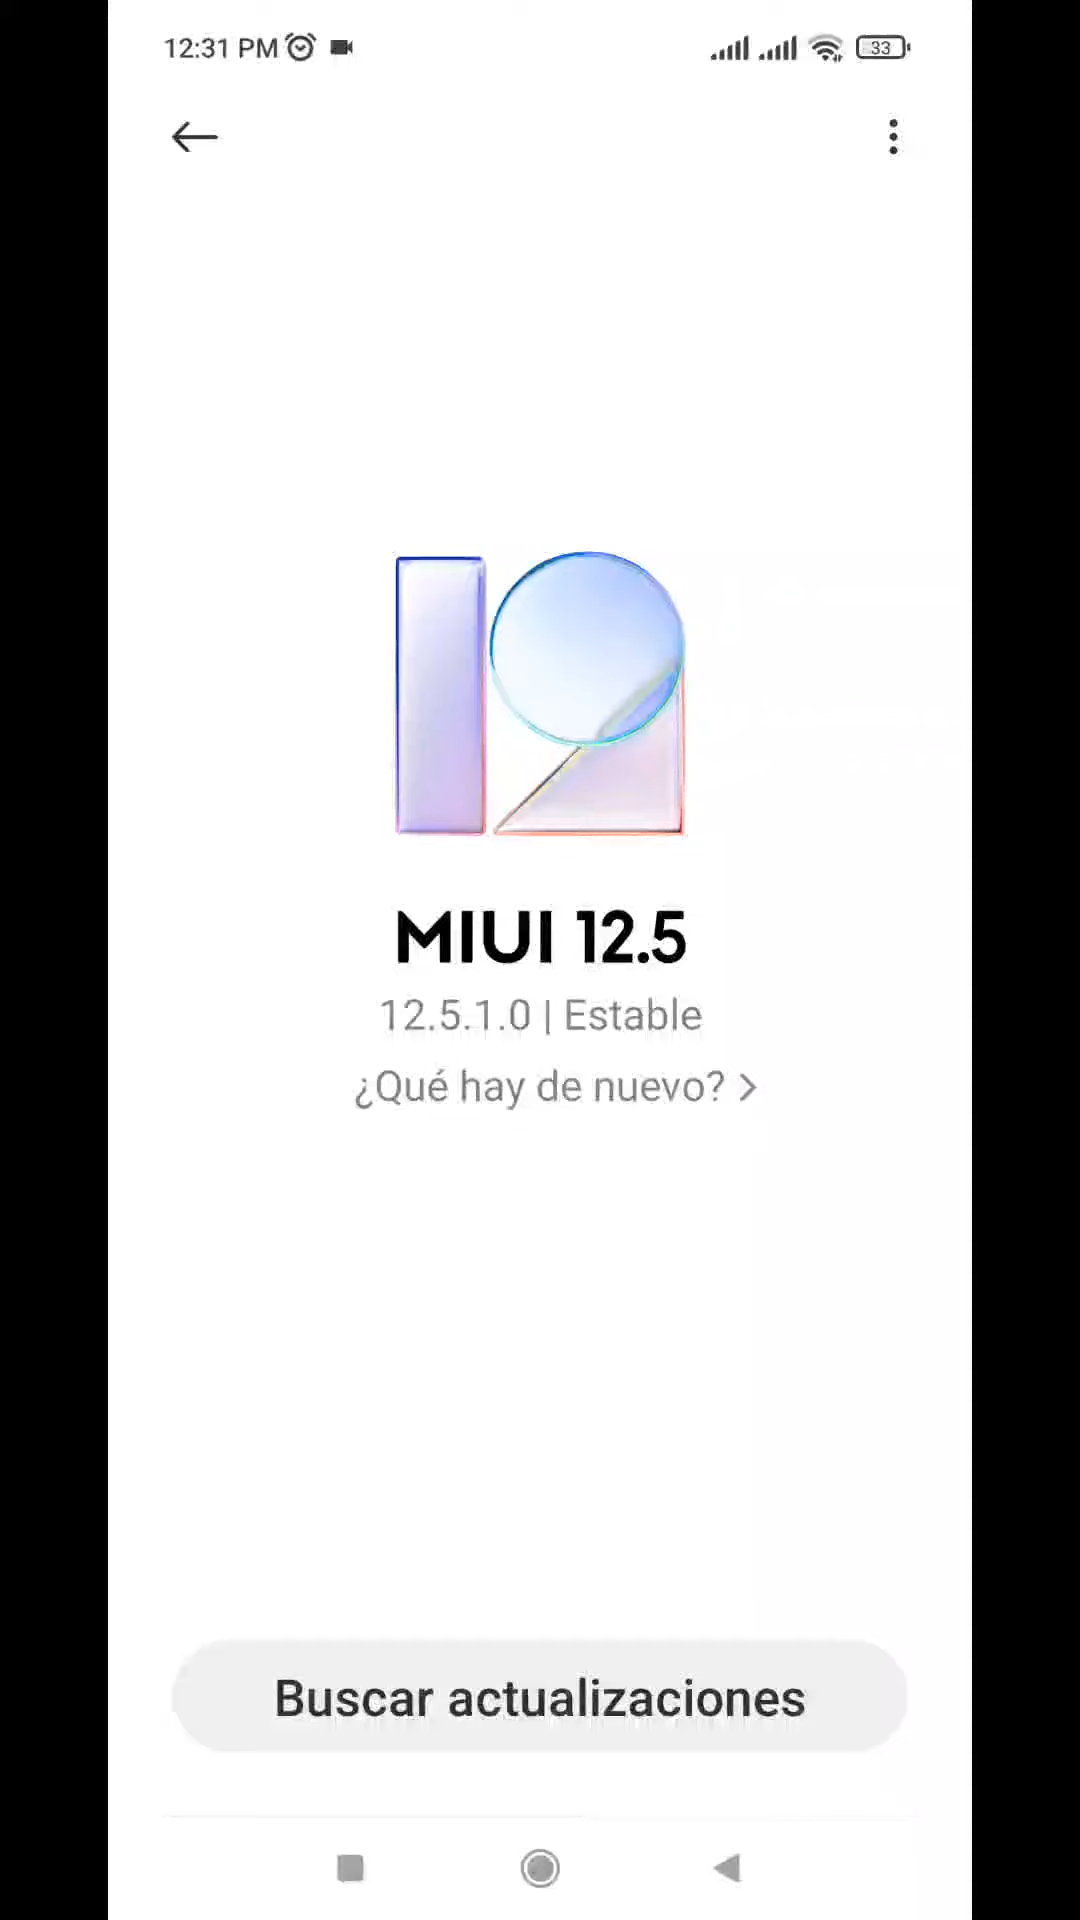 12:31 PM 33
MIUI 12.5
12.5.1.0 | Estable
¿Qué hay de nuevo? >
Buscar actualizaciones